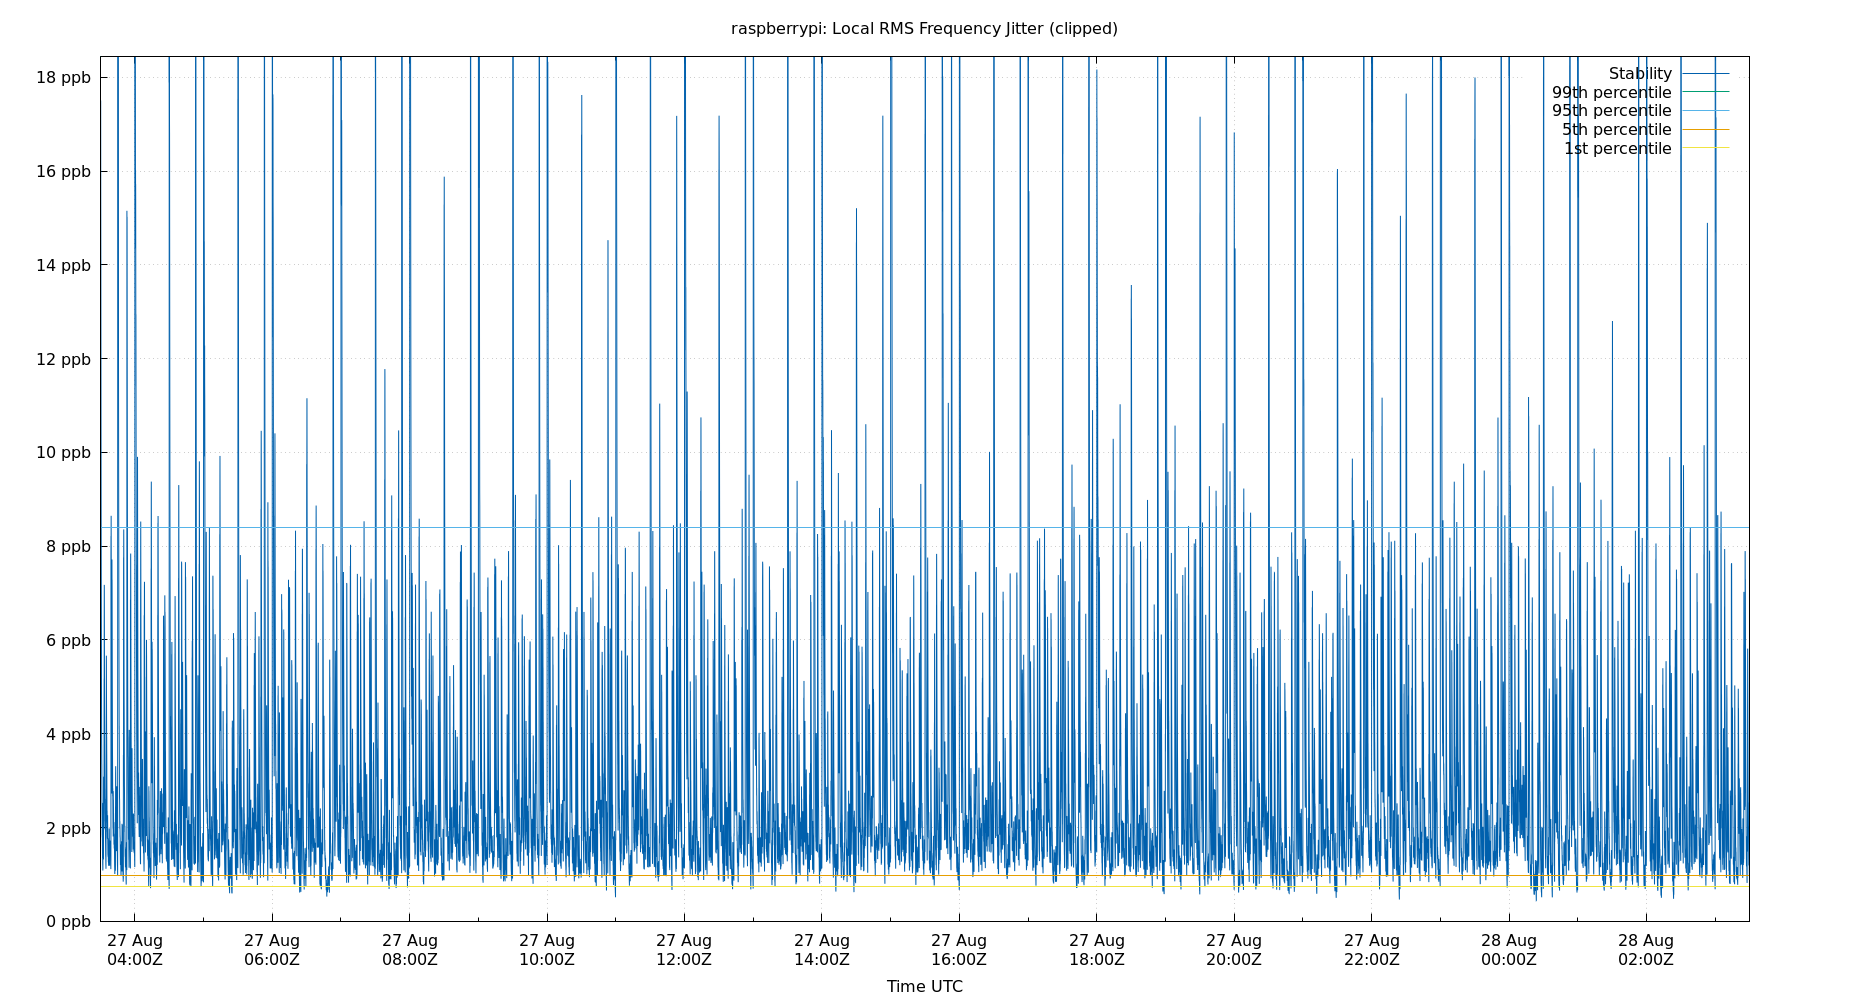 raspberrypi: Local RMS Frequency Jitter (clipped)
18 ppb
16 ppb
14 ppb
12 ppb
10 ppb
8 ppb
6 ppb
4 ppb
2 ppb
0 ppb
Stability
99th percentile
95th percentile
5th percentile
1st percentile
27 Aug 27 Aug 27 Aug 27 Aug 27 Aug 27 Aug 27 Aug 27 Aug 27 Aug 27 Aug 28 Aug 28 Aug
04:00Z 06:00Z 08:00Z 10:00Z 12:00Z 14:00Z 16:00Z 18:00Z 20:00Z 22:00Z 00:00Z 02:00Z
Time UTC